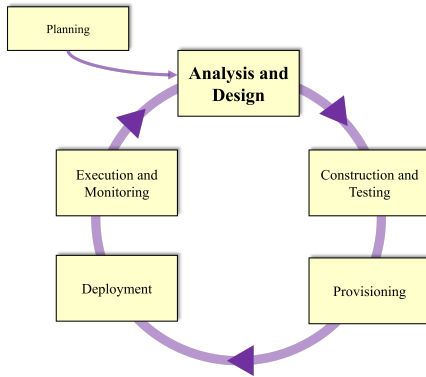 Planning
Analysis and
Design
Execution and
Monitoring
Construction and
Testing
Deployment
Provisioning